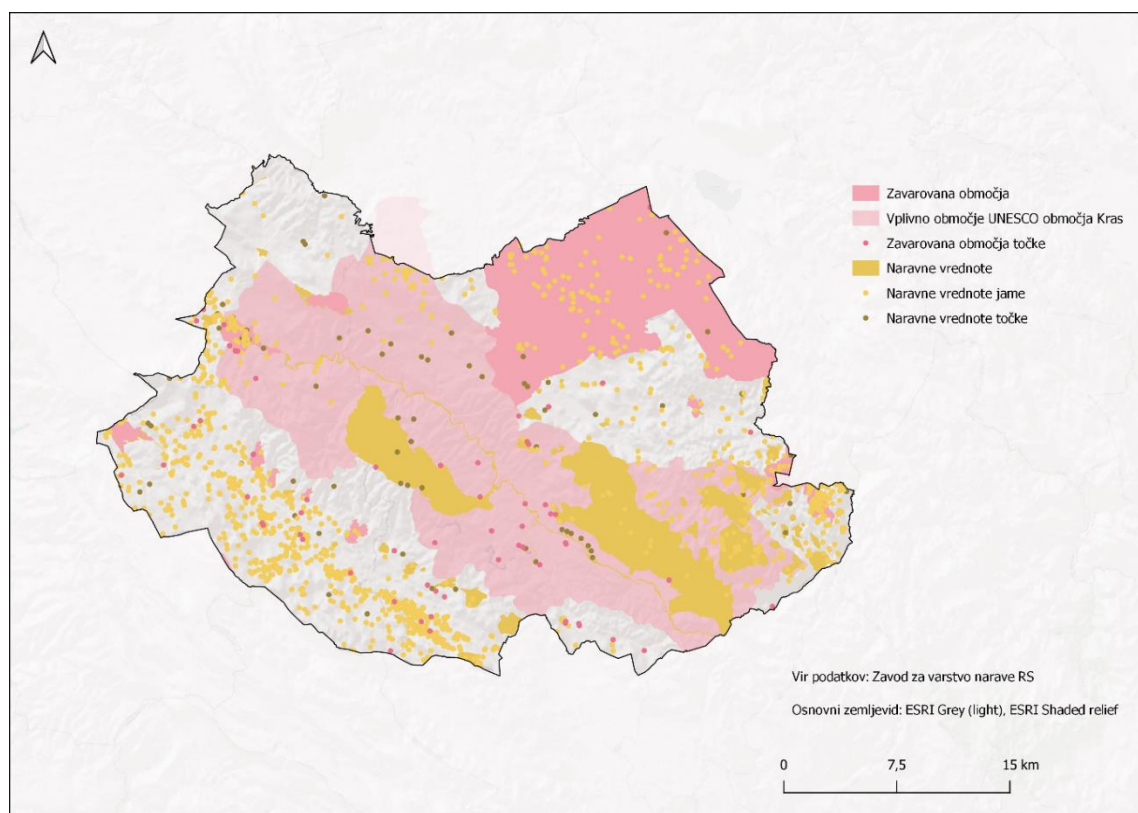 Zavarovana območja
Vplivno območje UNESCO območja Kras
Zavarovana območja točke
Naravne vrednote
Naravne vrednote jame
Naravne vrednote točke
Vir podatkov: Zavod za varstvo narave RS
Osnovni zemljevid: ESRI Grey (light), ESRI Shaded relief
0 7,5 15 km